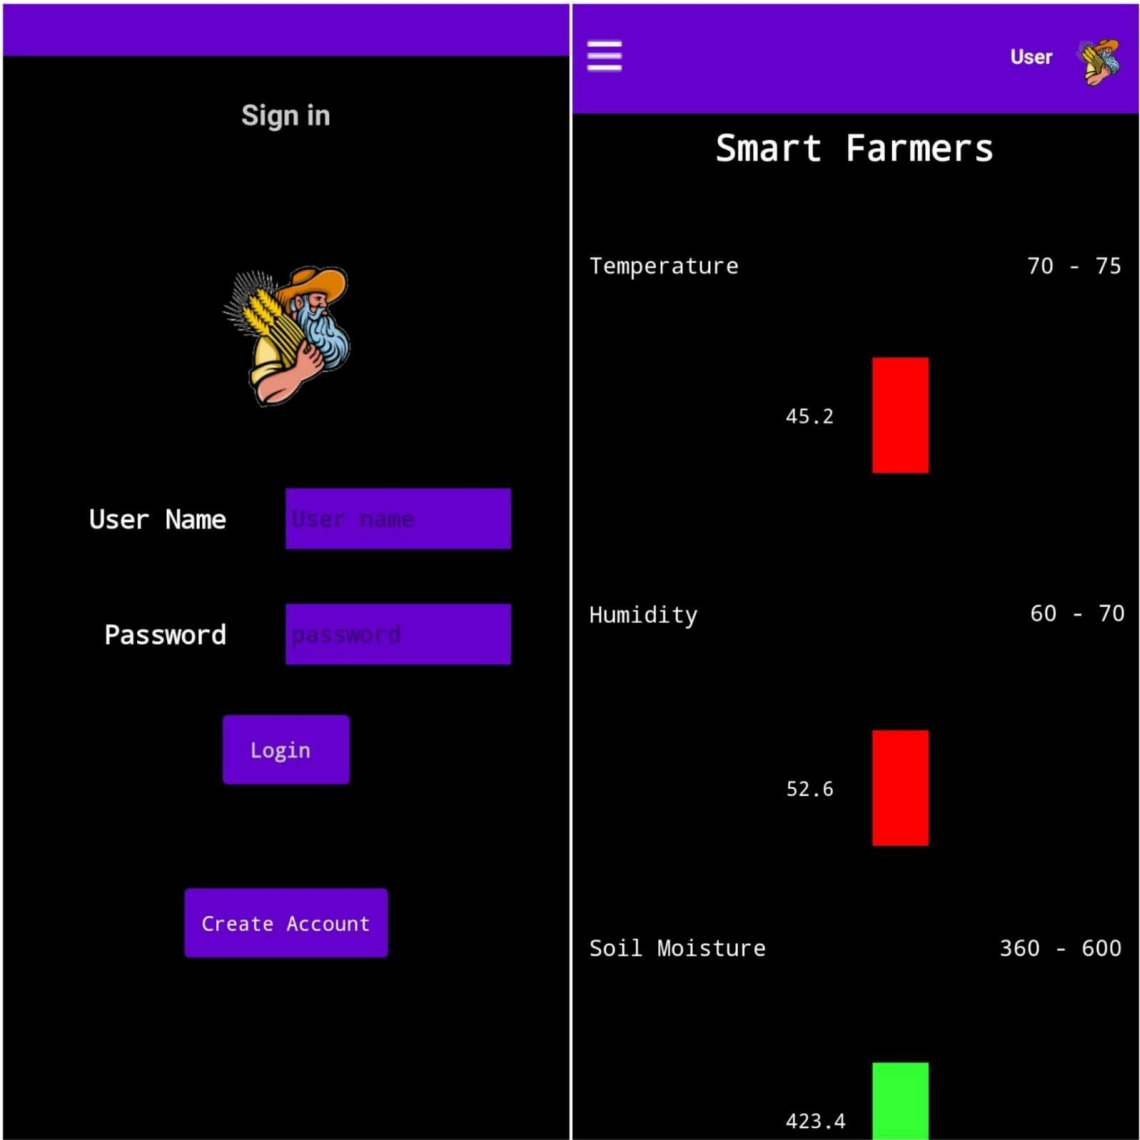 Sign in
User Name
User name
Password
password
Login
Create Account
User
Smart Farmers
Temperature 70 - 75
45.2
Humidity 60 - 70
52.6
Soil Moisture 360 - 600
423.4